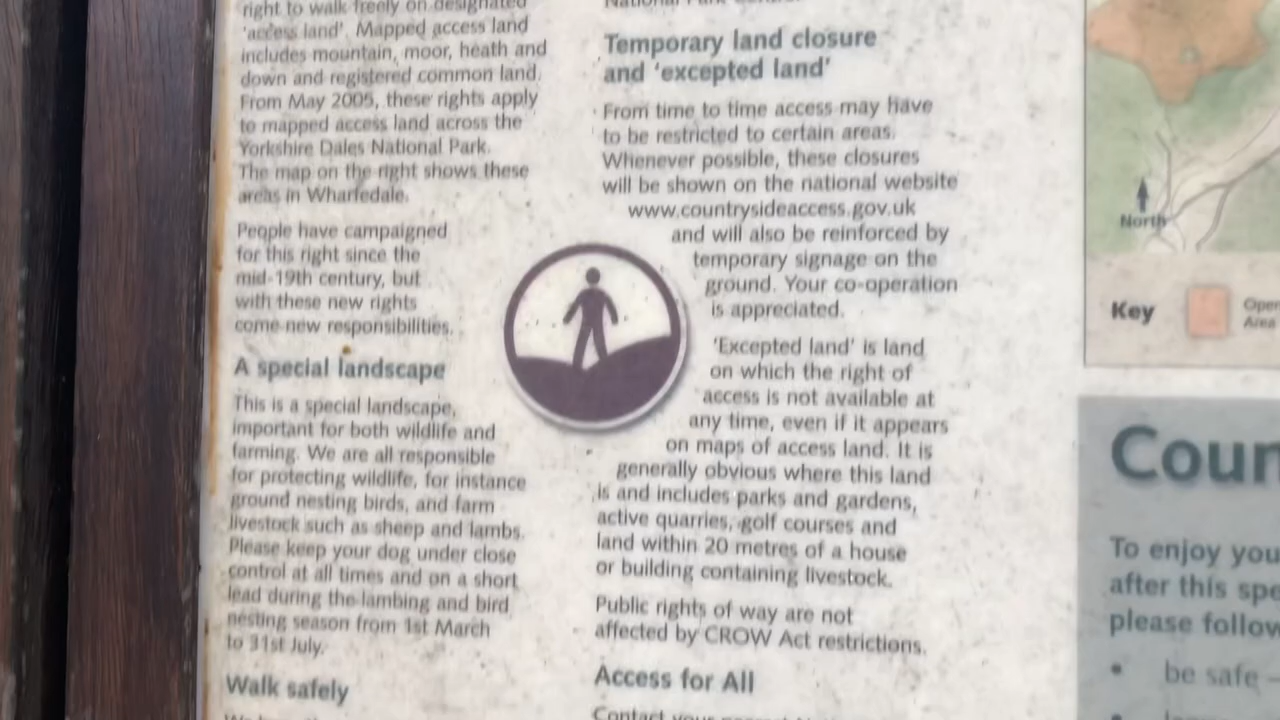 right to walk freely on designated
'access land'. Mapped access land
includes mountain, moor, heath and
down and registered common land.
From May 2005, these rights apply
to mapped access land across the
Yorkshire Dales National Park.
The map on the right shows these
areas in Wharfedale.
People have campaigned
for this right since the
mid-19th century, but
with these new rights
come new responsibilities.
A special landscape
This is a special landscape,
important for both wildlife and
farming. We are all responsible
for protecting wildlife, for instance
ground nesting birds, and farm
livestock such as sheep and lambs.
Please keep your dog under close
control at all times and on a short
lead during the lambing and bird
nesting season from 1st March
to 31st July.
Walk safely
National Park
Temporary land closure
and 'excepted land'
From time to time access may have
to be restricted to certain areas.
Whenever possible, these closures
will be shown on the national website
www.countrysideaccess.gov.uk
and will also be reinforced by
temporary signage on the
ground. Your co-operation
is appreciated.
'Excepted land' is land
on which the right of
access is not available at
any time, even if it appears
on maps of access land. It is
generally obvious where this land
is and includes parks and gardens,
active quarries, golf courses and
land within 20 metres of a house
or building containing livestock.
Public rights of way are not
affected by CROW Act restrictions.
Access for All
Contact your nearest
North
Key
Open
Area
Coun
To enjoy you
after this spe
please follow
• be safe –